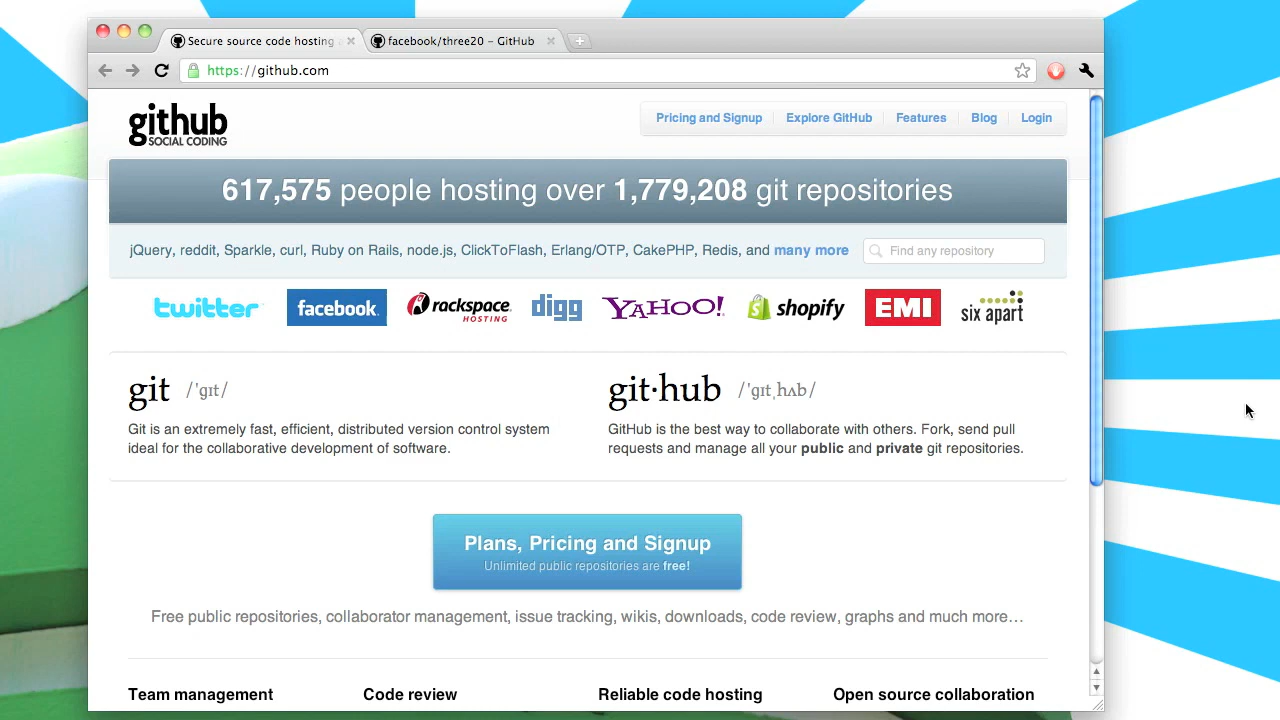 Secure source code hosting
facebook/three20 – GitHub
https://github.com
github
SOCIAL CODING
Pricing and Signup
Explore GitHub
Features
Blog
Login
617,575 people hosting over 1,779,208 git repositories
jQuery, reddit, Sparkle, curl, Ruby on Rails, node.js, ClickToFlash, Erlang/OTP, CakePHP, Redis, and many more
Find any repository
twitter
facebook
rackspace
HOSTING
digg
YAHOO!
shopify
EMI
six apart
git /ˈgɪt/
Git is an extremely fast, efficient, distributed version control system
ideal for the collaborative development of software.
git·hub /ˈgɪtˌhʌb/
GitHub is the best way to collaborate with others. Fork, send pull
requests and manage all your public and private git repositories.
Plans, Pricing and Signup
Unlimited public repositories are free!
Free public repositories, collaborator management, issue tracking, wikis, downloads, code review, graphs and much more…
Team management
Code review
Reliable code hosting
Open source collaboration